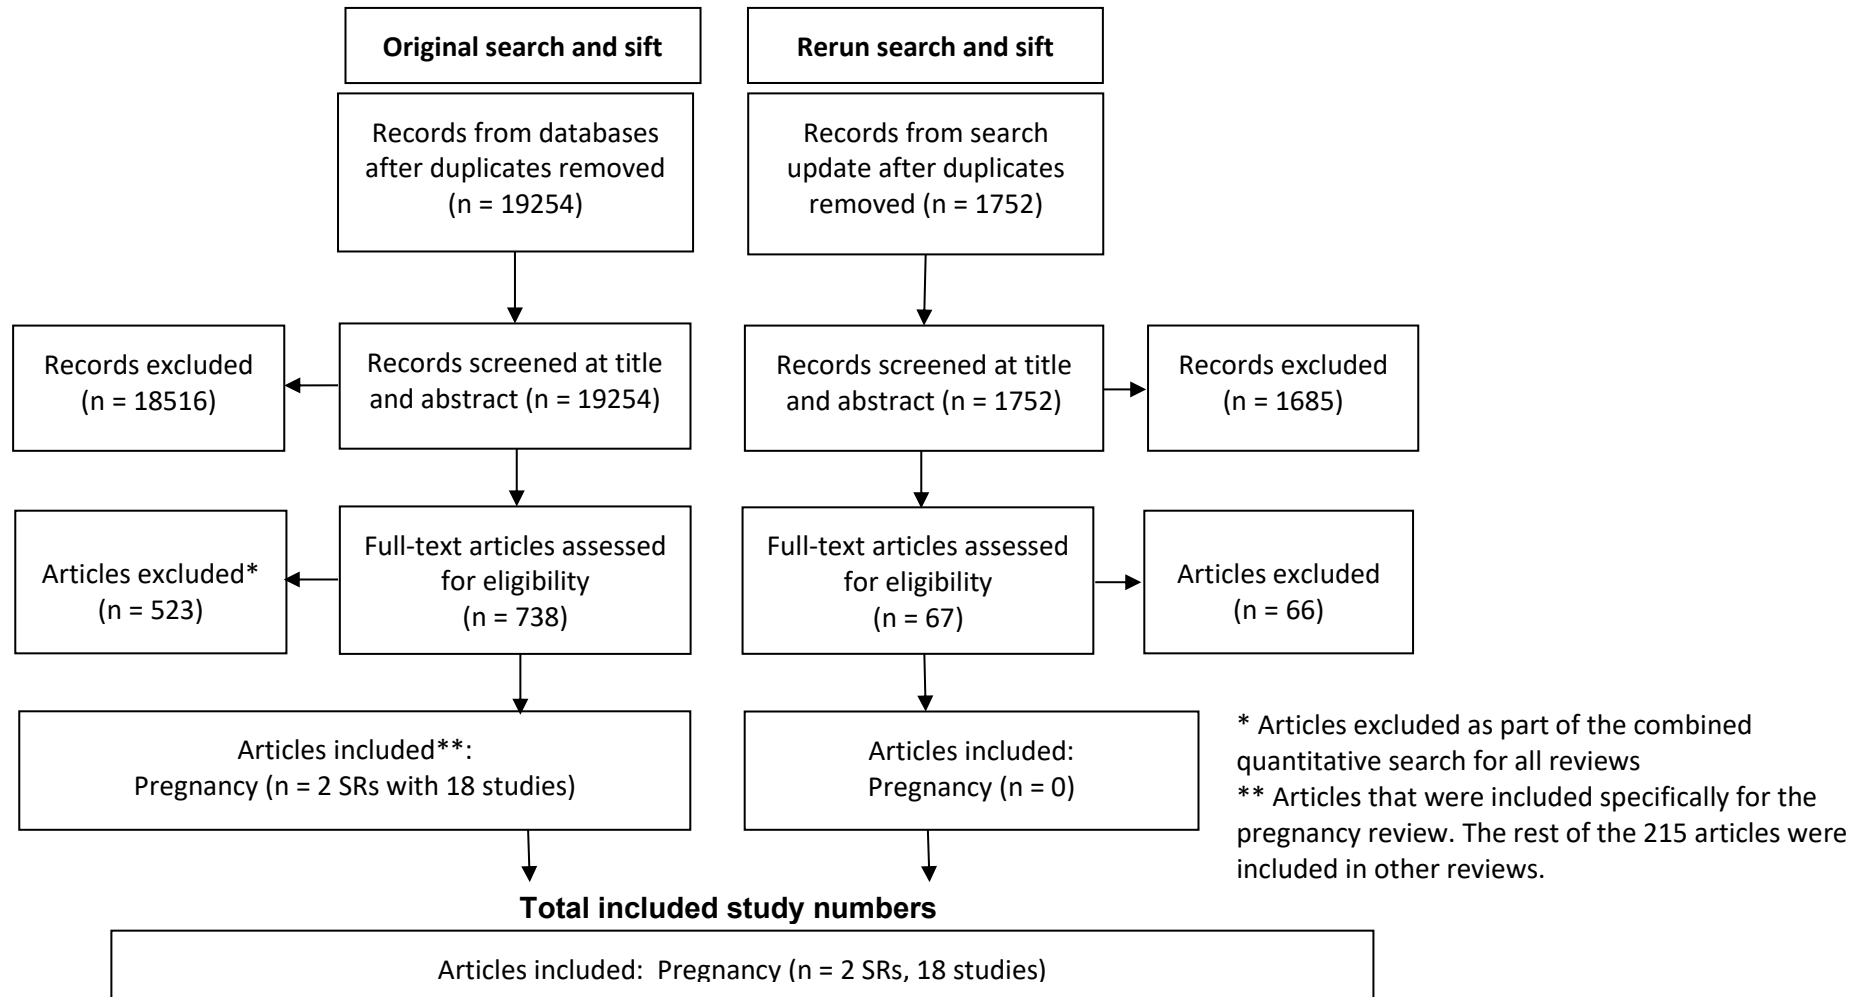 Original search and sift
Rerun search and sift
Records from databases
after duplicates removed
(n = 19254)
Records from search
update after duplicates
removed (n = 1752)
Records excluded
(n = 18516)
Records screened at title
and abstract (n = 19254)
Records screened at title
and abstract (n = 1752)
Records excluded
(n = 1685)
Articles excluded*
(n = 523)
Full-text articles assessed
for eligibility
(n = 738)
Full-text articles assessed
for eligibility
(n = 67)
Articles excluded
(n = 66)
Articles included**:
Pregnancy (n = 2 SRs with 18 studies)
Articles included:
Pregnancy (n = 0)
* Articles excluded as part of the combined
quantitative search for all reviews
** Articles that were included specifically for the
pregnancy review. The rest of the 215 articles were
included in other reviews.
Total included study numbers
Articles included: Pregnancy (n = 2 SRs, 18 studies)